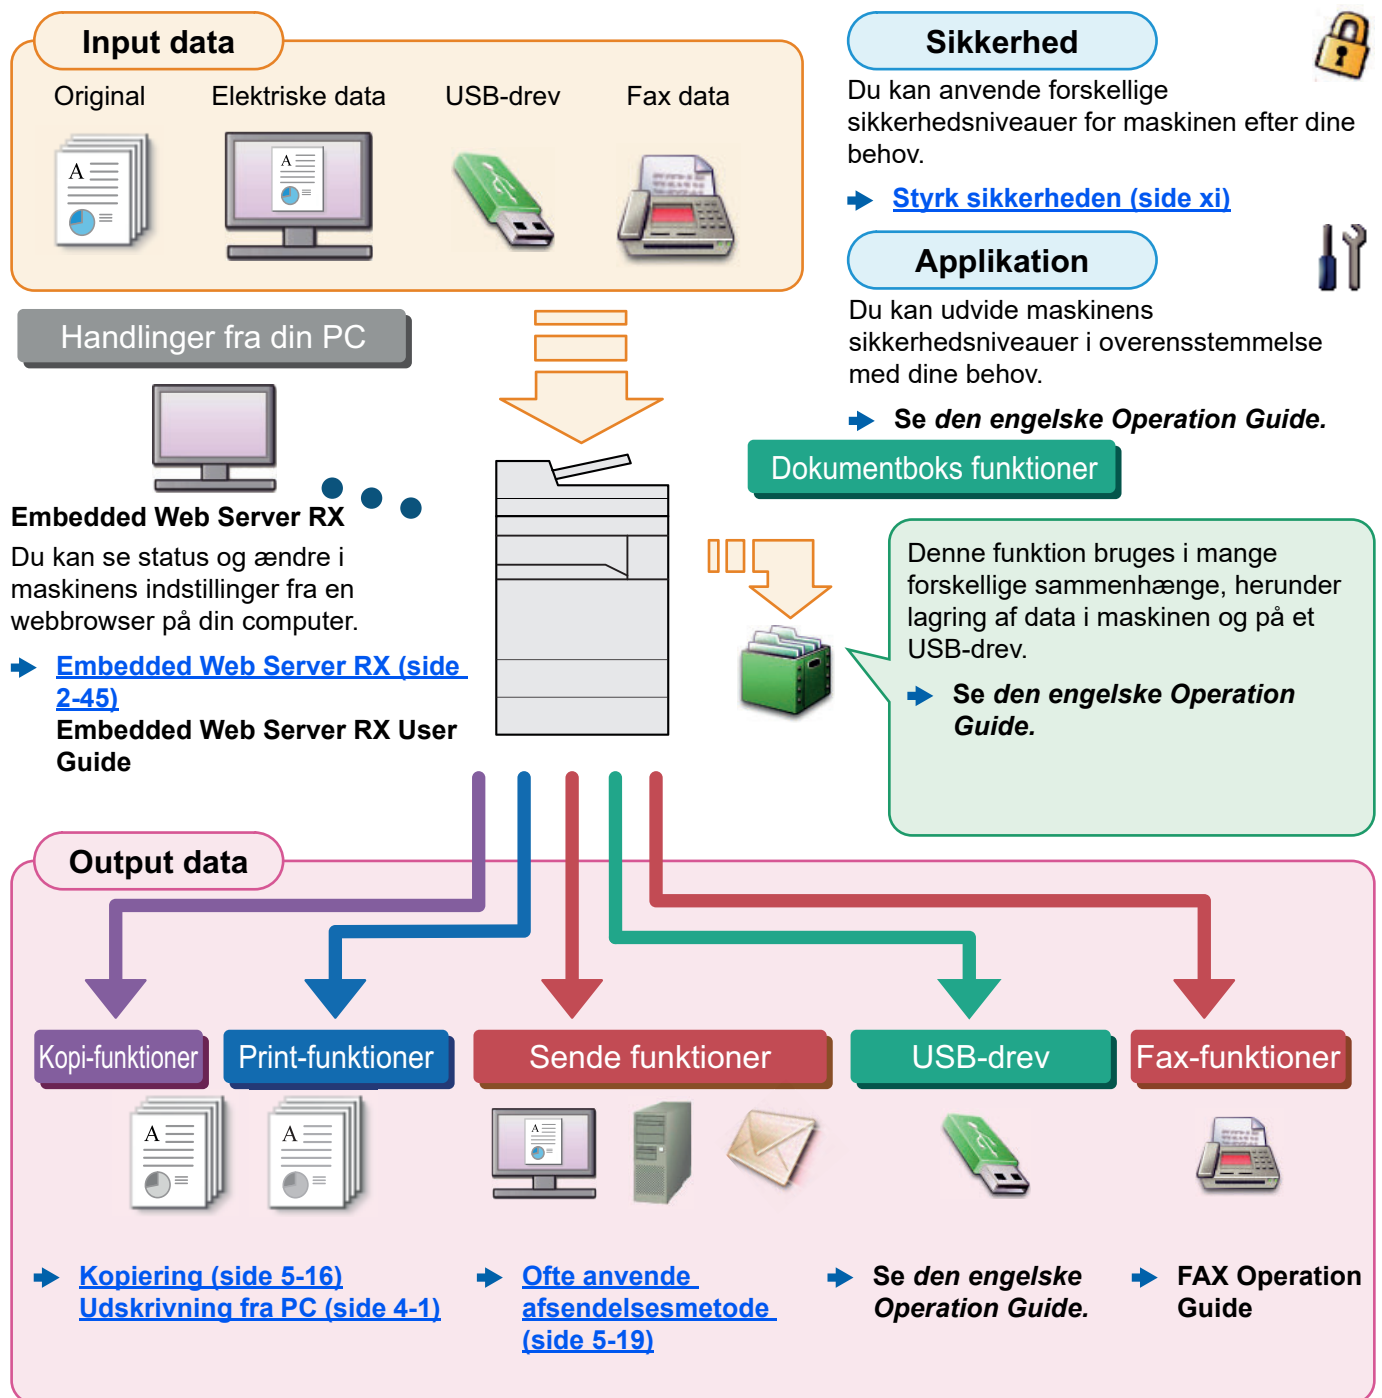 Input data
Original
Elektriske data
USB-drev
Fax data
Sikkerhed
Du kan anvende forskellige
sikkerhedsniveauer for maskinen efter dine
behov.
Styrk sikkerheden (side xi)
Applikation
Du kan udvide maskinens
sikkerhedsniveauer i overensstemmelse
med dine behov.
Se den engelske Operation Guide.
Handlinger fra din PC
Embedded Web Server RX
Du kan se status og ændre i
maskinens indstillinger fra en
webbrowser på din computer.
Embedded Web Server RX (side
2-45)
Embedded Web Server RX User
Guide
Dokumentboks funktioner
Denne funktion bruges i mange
forskellige sammenhænge, herunder
lagring af data i maskinen og på et
USB-drev.
Se den engelske Operation
Guide.
Output data
Kopi-funktioner
Print-funktioner
Sende funktioner
USB-drev
Fax-funktioner
Kopiering (side 5-16)
Udskrivning fra PC (side 4-1)
Ofte anvende
afsendelsesmetode
(side 5-19)
Se den engelske
Operation Guide.
FAX Operation
Guide